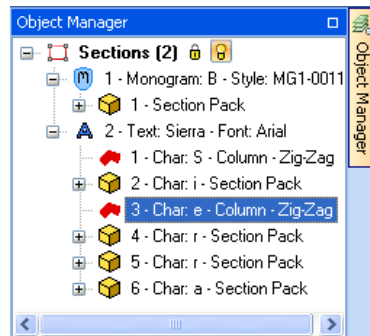 Object Manager
Sections (2)
1 - Monogram: B - Style: MG1-0011
1 - Section Pack
2 - Text: Sierra - Font: Arial
1 - Char: S - Column - Zig-Zag
2 - Char: i - Section Pack
3 - Char: e - Column - Zig-Zag
4 - Char: r - Section Pack
5 - Char: r - Section Pack
6 - Char: a - Section Pack
Object Manager